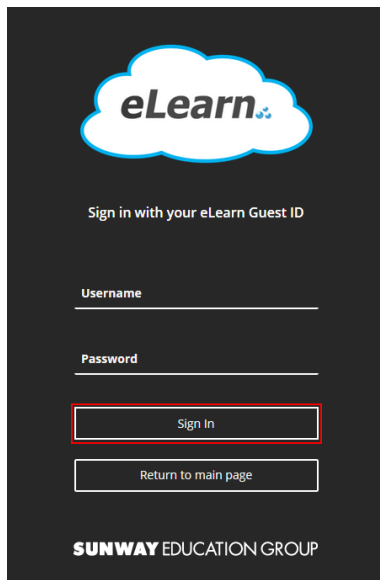 eLearn
Sign in with your eLearn Guest ID
Username
Password
Sign In
Return to main page
SUNWAY EDUCATION GROUP